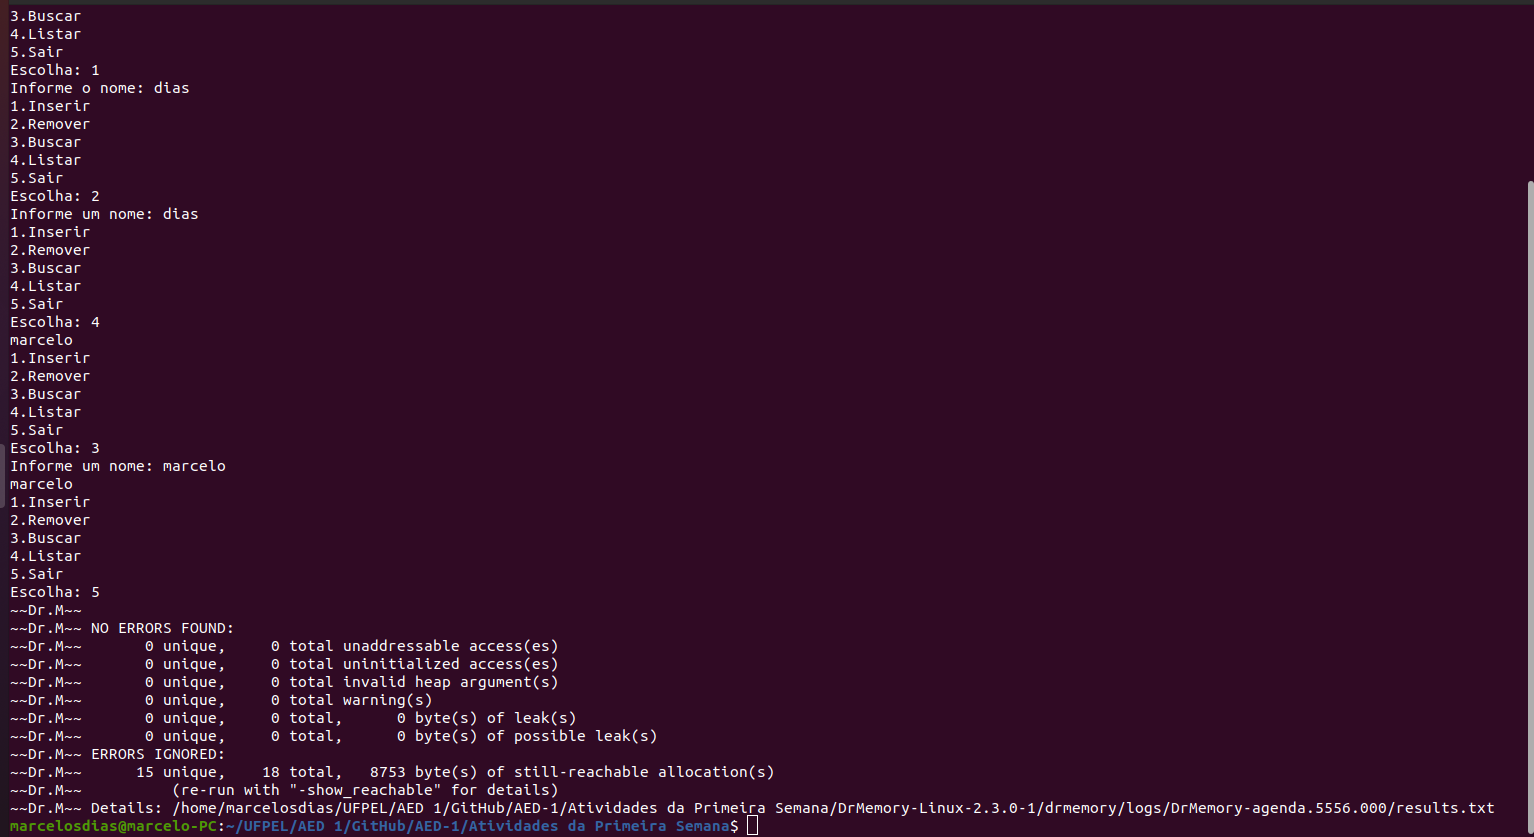 3.Buscar
4.Listar
5.Sair
Escolha: 1
Informe o nome: dias
1.Inserir
2.Remover
3.Buscar
4.Listar
5.Sair
Escolha: 2
Informe um nome: dias
1.Inserir
2.Remover
3.Buscar
4.Listar
5.Sair
Escolha: 4
marcelo
1.Inserir
2.Remover
3.Buscar
4.Listar
5.Sair
Escolha: 3
Informe um nome: marcelo
marcelo
1.Inserir
2.Remover
3.Buscar
4.Listar
5.Sair
Escolha: 5
~~Dr.M~~
~~Dr.M~~ NO ERRORS FOUND:
~~Dr.M~~       0 unique,     0 total unaddressable access(es)
~~Dr.M~~       0 unique,     0 total uninitialized access(es)
~~Dr.M~~       0 unique,     0 total invalid heap argument(s)
~~Dr.M~~       0 unique,     0 total warning(s)
~~Dr.M~~       0 unique,     0 total,      0 byte(s) of leak(s)
~~Dr.M~~       0 unique,     0 total,      0 byte(s) of possible leak(s)
~~Dr.M~~ ERRORS IGNORED:
~~Dr.M~~      15 unique,    18 total,   8753 byte(s) of still-reachable allocation(s)
~~Dr.M~~          (re-run with "-show_reachable" for details)
~~Dr.M~~ Details: /home/marcelosdias/UFPEL/AED 1/GitHub/AED-1/Atividades da Primeira Semana/DrMemory-Linux-2.3.0-1/drmemory/logs/DrMemory-agenda.5556.000/results.txt
marcelosdias@marcelo-PC:~/UFPEL/AED 1/GitHub/AED-1/Atividades da Primeira Semana$